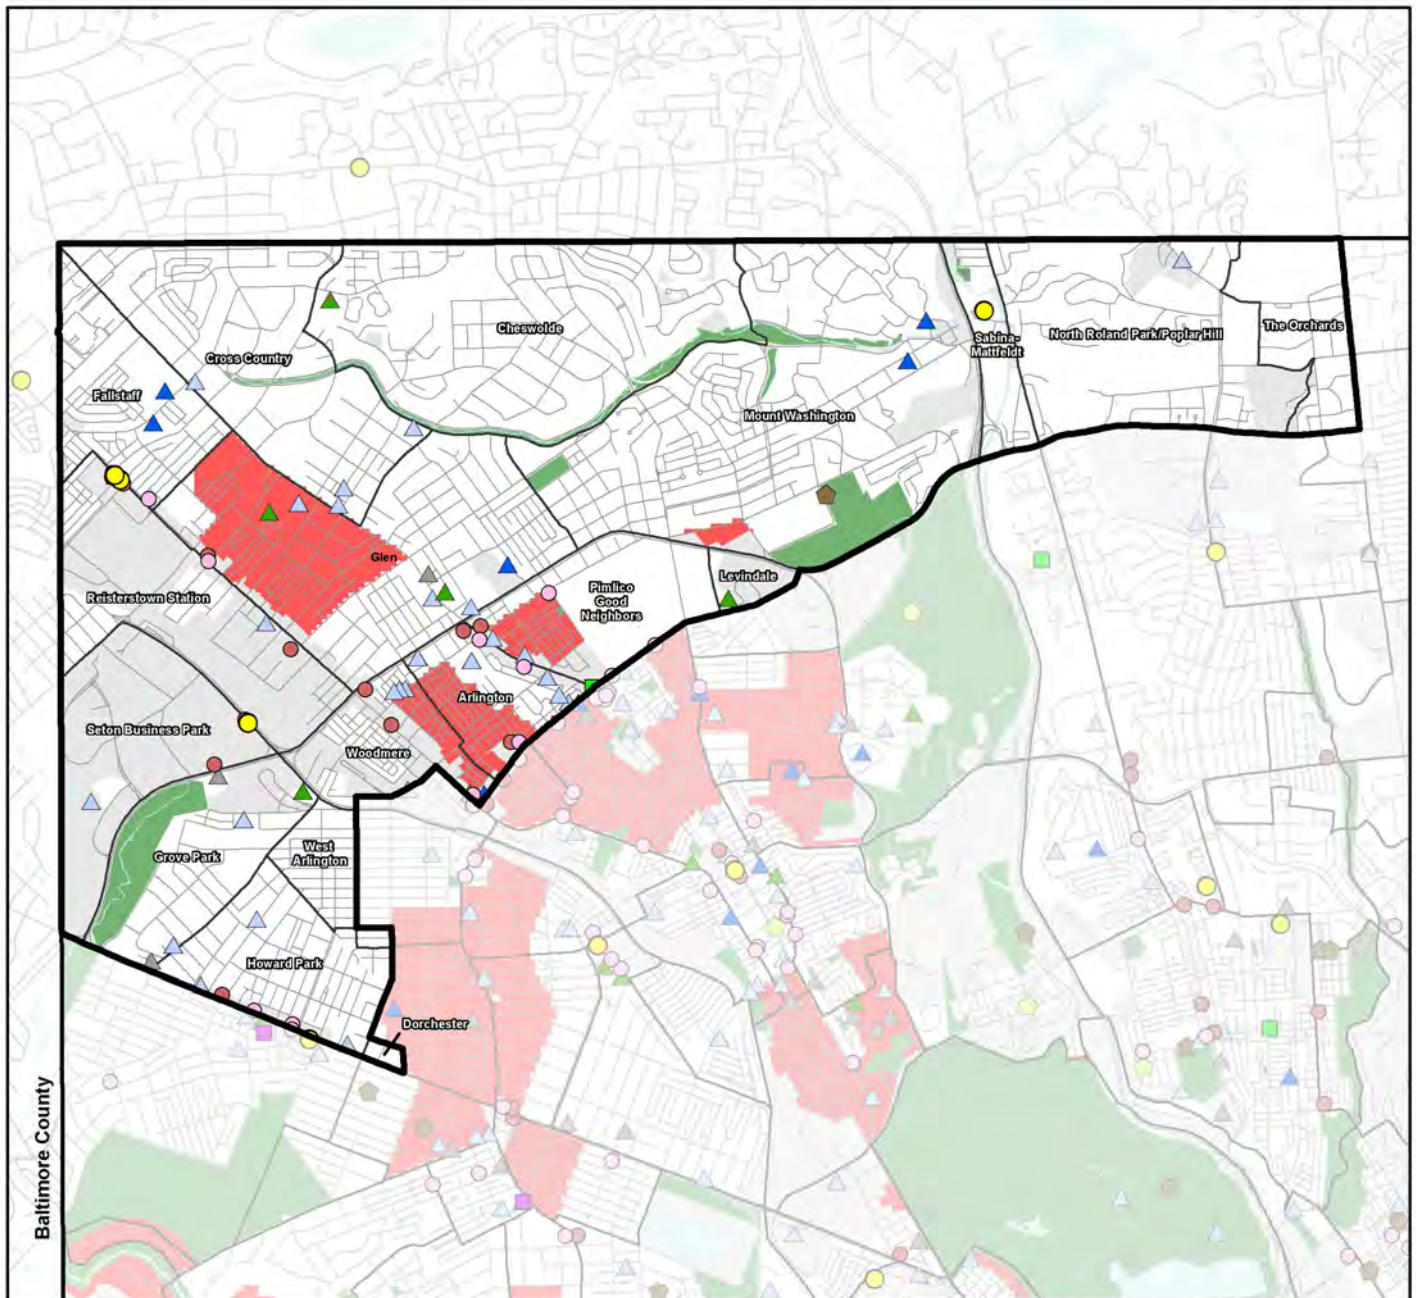 Cheswolde
Sabina-
Mattfeldt
North Roland Park/Poplar Hill
The Orchards
Cross Country
Fallstaff
Mount Washington
Glen
Levindale
Pimlico
Good
Neighbors
Reisterstown Station
Arlington
Seton Business Park
Woodmere
West
Arlington
Grove Park
Howard Park
Dorchester
Baltimore County